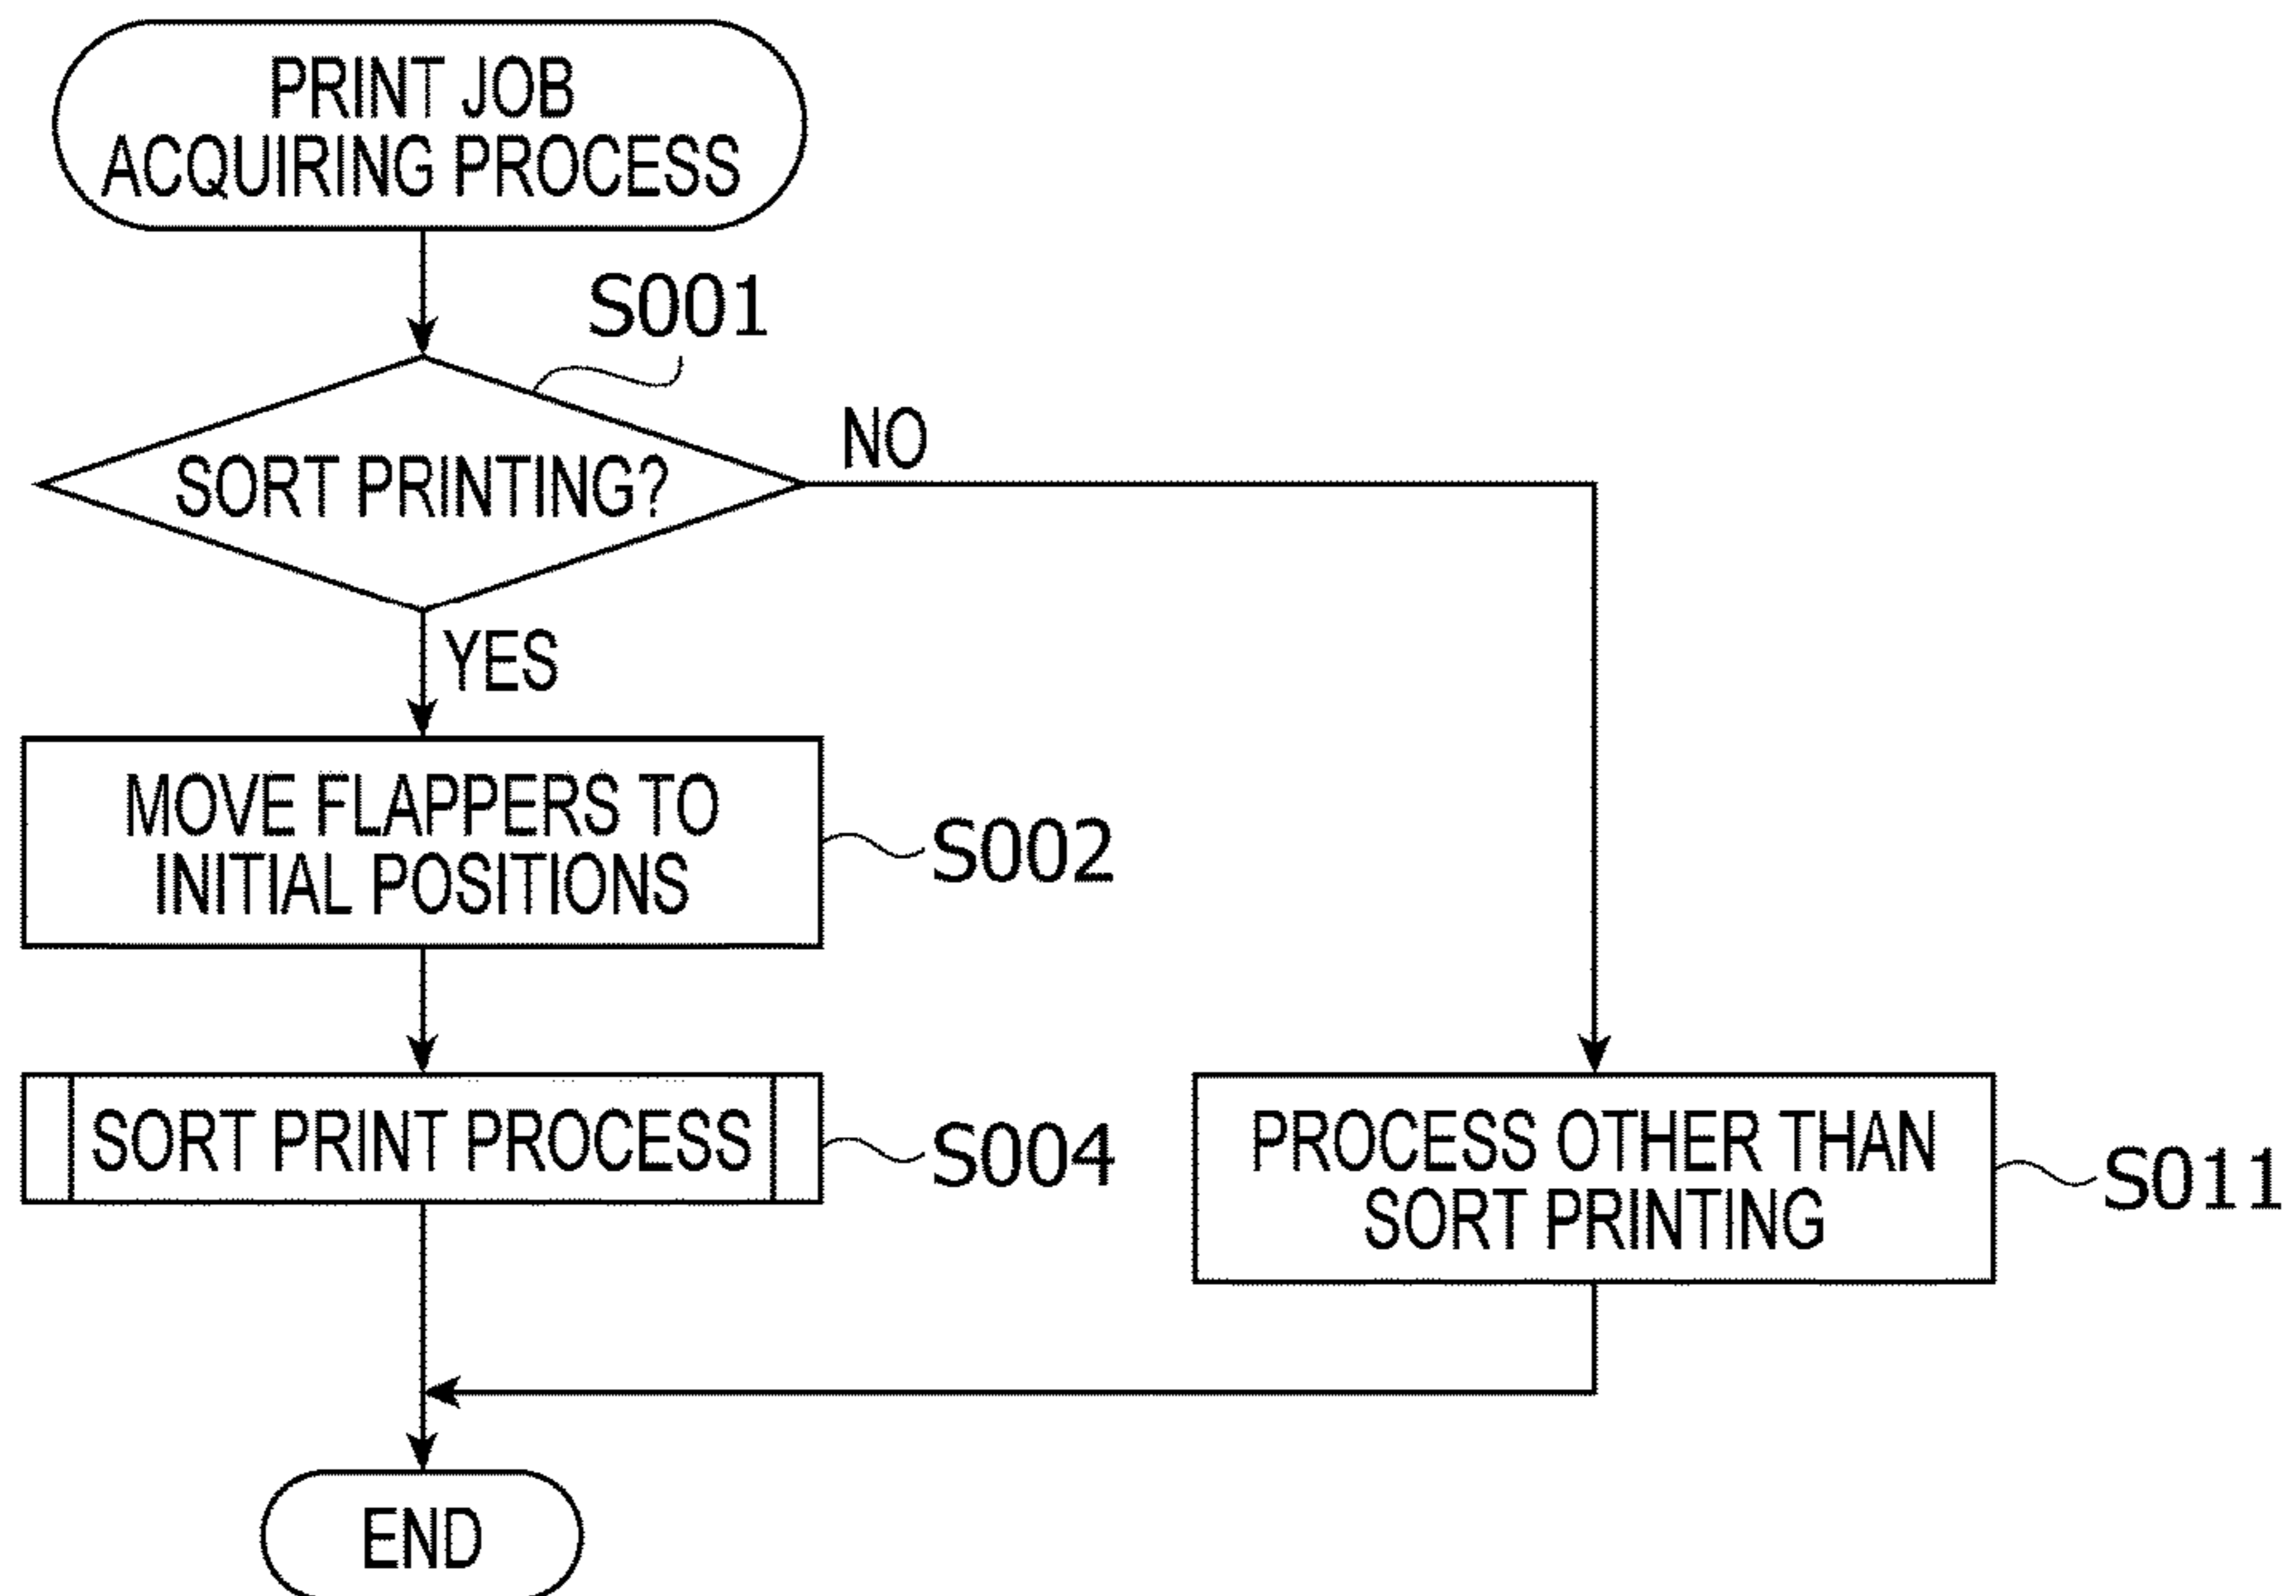 PRINT JOB
ACQUIRING PROCESS
S001
SORT PRINTING?
NO
YES
MOVE FLAPPERS TO
INITIAL POSITIONS
S002
SORT PRINT PROCESS
S004
PROCESS OTHER THAN
SORT PRINTING
S011
END